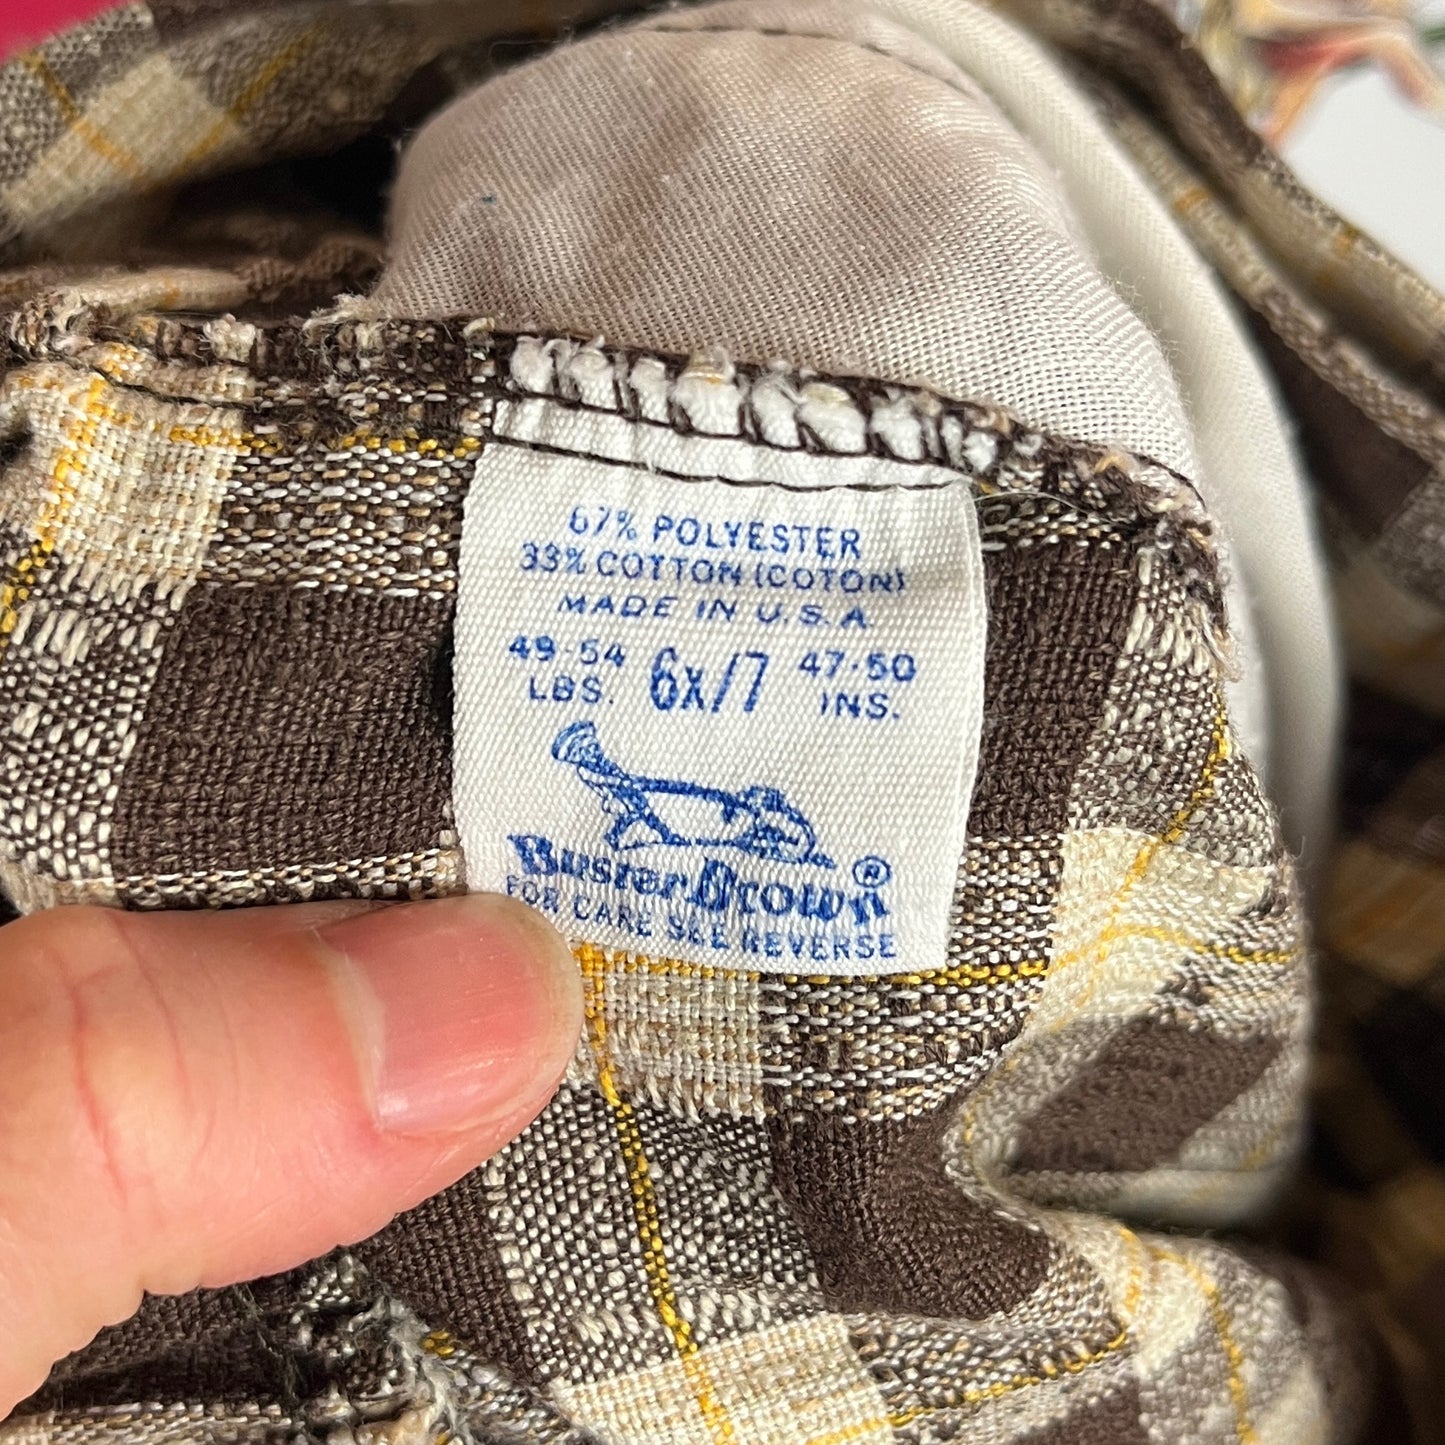 67% POLYESTER
33% COTTON (COTON)
MADE IN U.S.A
49-54 LBS. 6X/7 47-50 INS.
Buster Brown®
FOR CARE SEE REVERSE